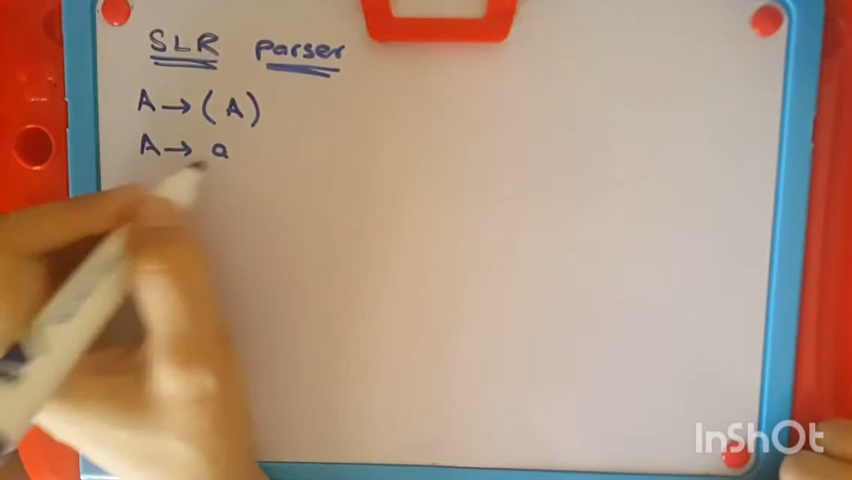 SLR parser
A → (A)
A → a
InShOt